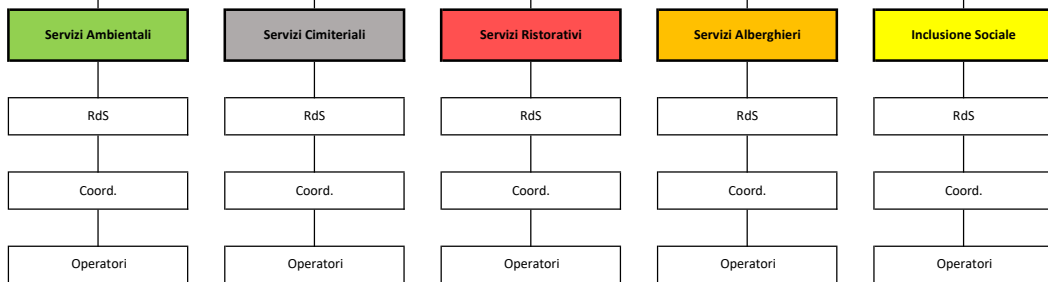 Servizi Ambientali
Servizi Cimiteriali
Servizi Ristorativi
Servizi Alberghieri
Inclusione Sociale
RdS
RdS
RdS
RdS
RdS
Coord.
Coord.
Coord.
Coord.
Coord.
Operatori
Operatori
Operatori
Operatori
Operatori